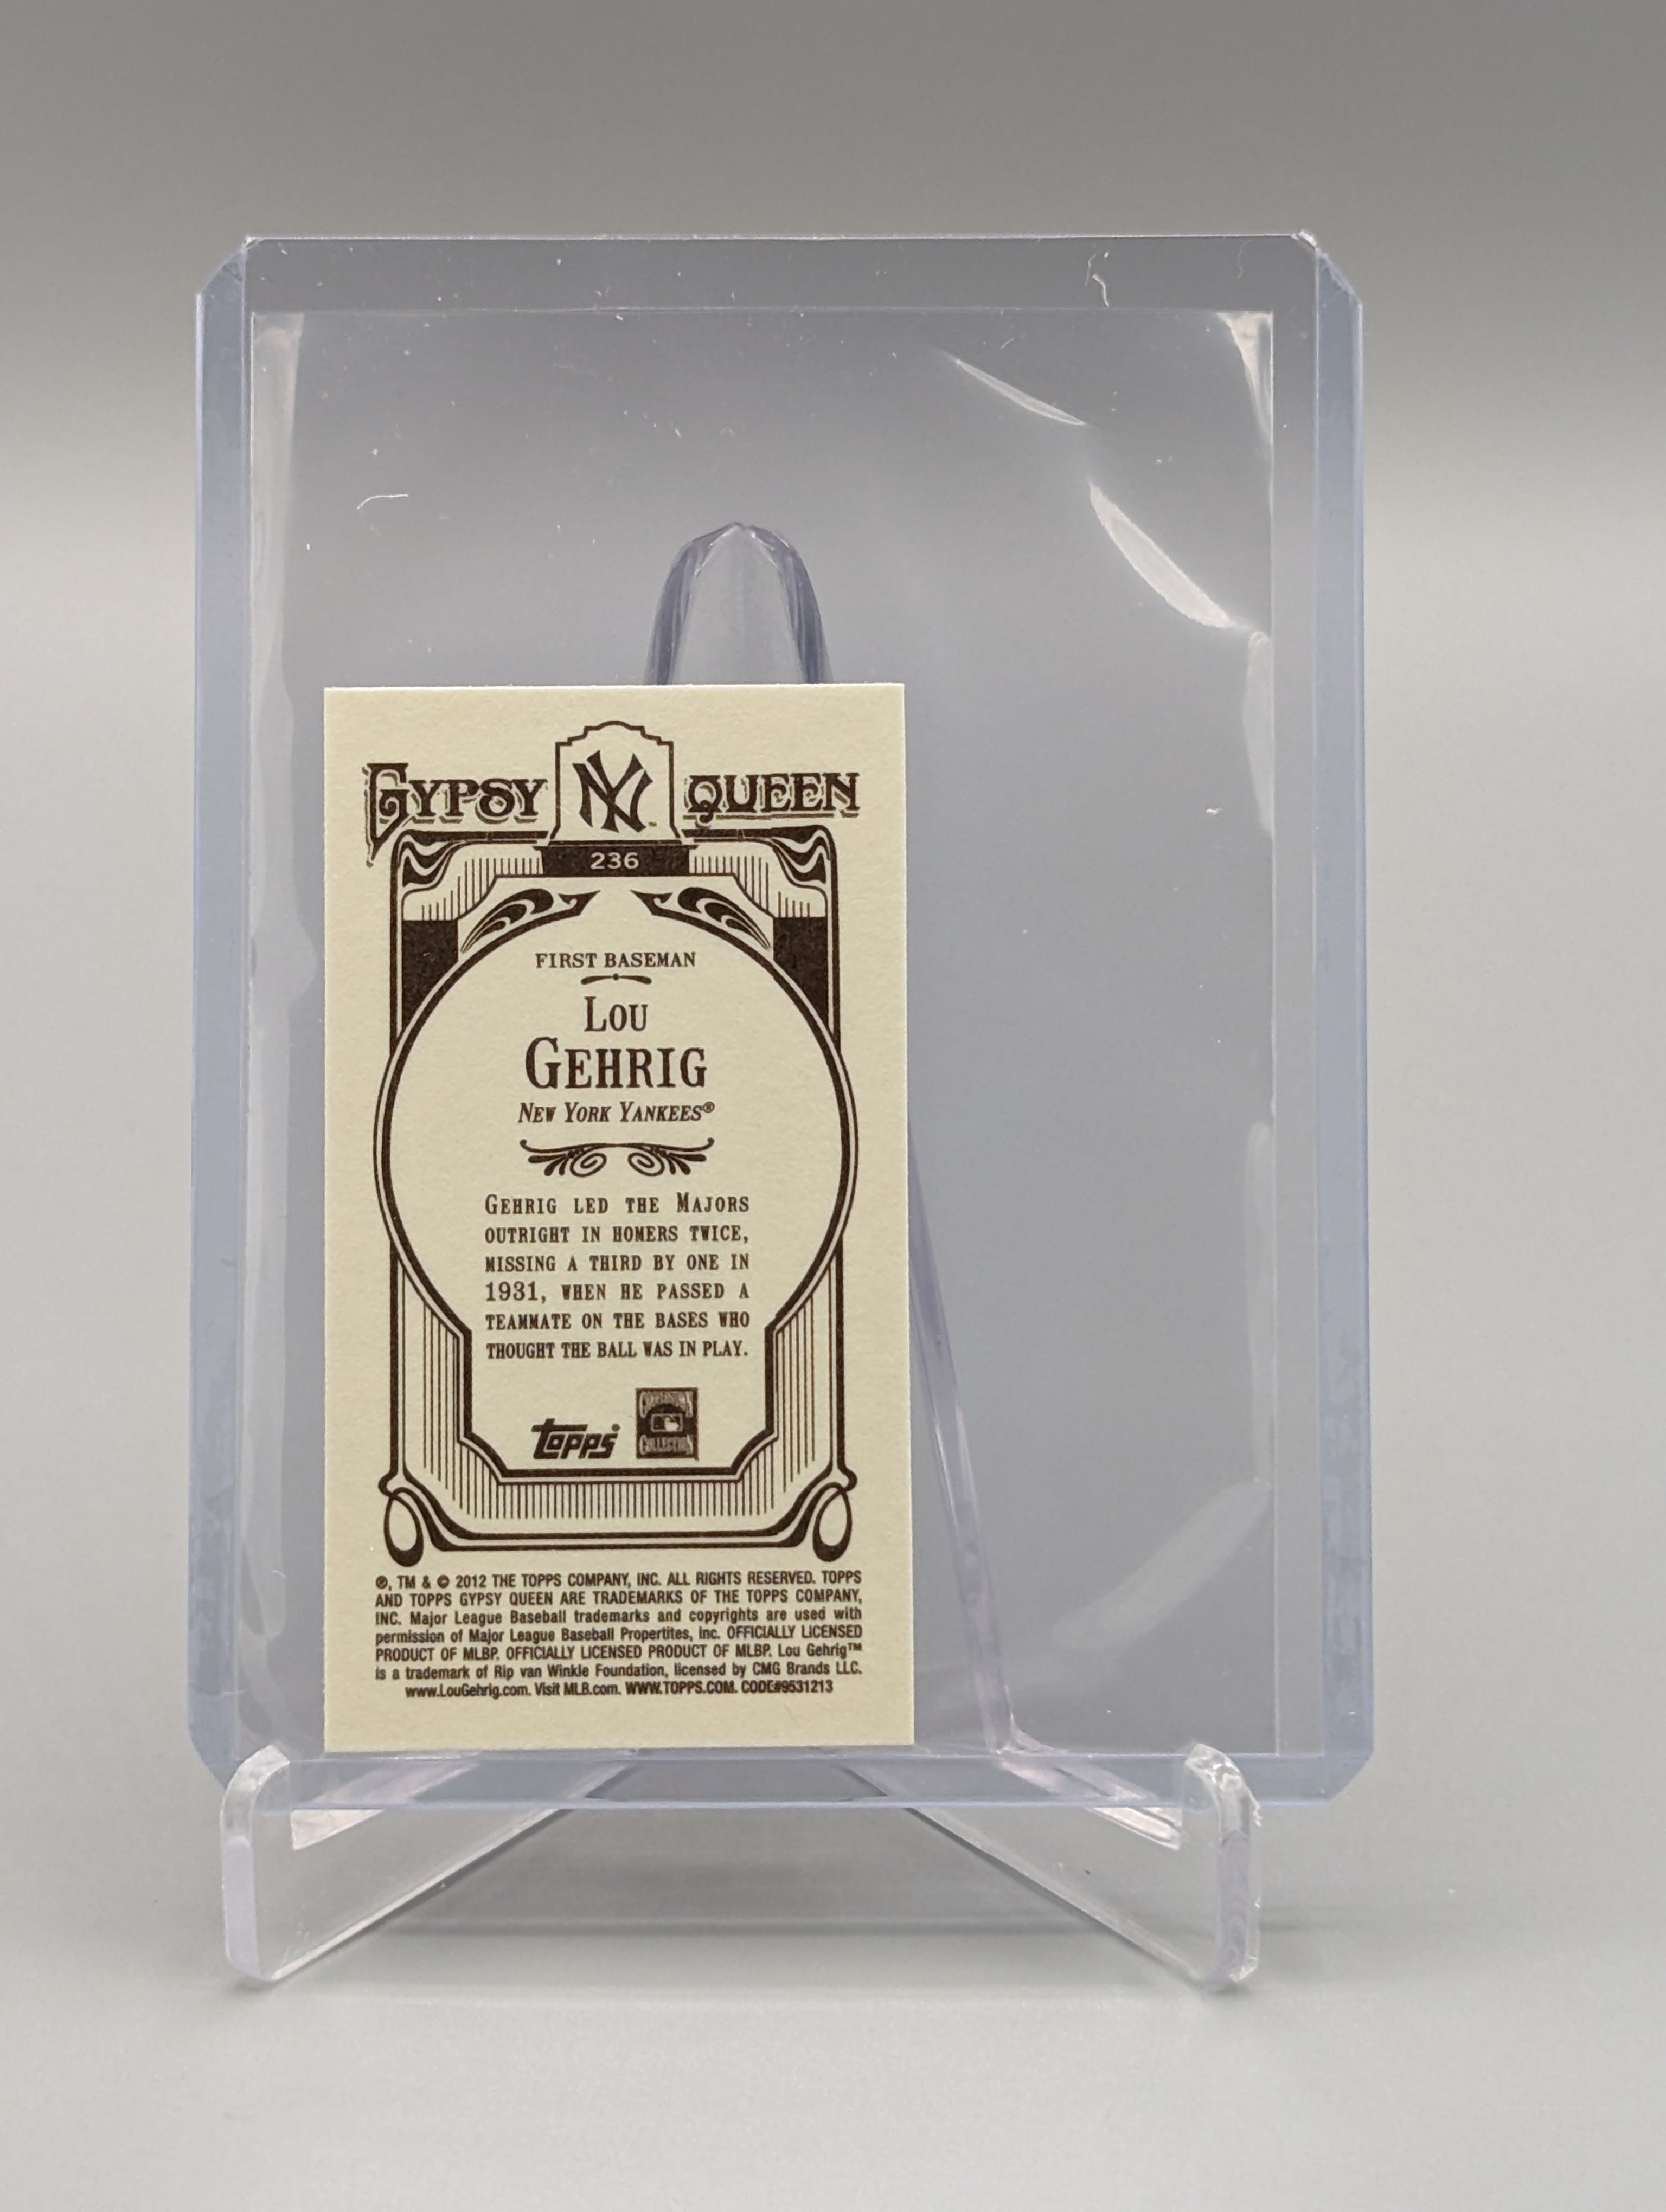 GYPSY NY QUEEN
236
FIRST BASEMAN
LOU
GEHRIG
NEW YORK YANKEES®
GEHRIG LED THE MAJORS
OUTRIGHT IN HOMERS TWICE,
MISSING A THIRD BY ONE IN
1931, WHEN HE PASSED A
TEAMMATE ON THE BASES WHO
THOUGHT THE BALL WAS IN PLAY.
topps COOPERSTOWN
COLLECTION
®, TM & © 2012 THE TOPPS COMPANY, INC. ALL RIGHTS RESERVED. TOPPS
AND TOPPS GYPSY QUEEN ARE TRADEMARKS OF THE TOPPS COMPANY,
INC. Major League Baseball trademarks and copyrights are used with
permission of Major League Baseball Propertites, Inc. OFFICIALLY LICENSED
PRODUCT OF MLBP. OFFICIALLY LICENSED PRODUCT OF MLBP. Lou Gehrig™
is a trademark of Rip van Winkle Foundation, licensed by CMG Brands LLC.
www.LouGehrig.com. Visit MLB.com. WWW.TOPPS.COM. CODE#9531213